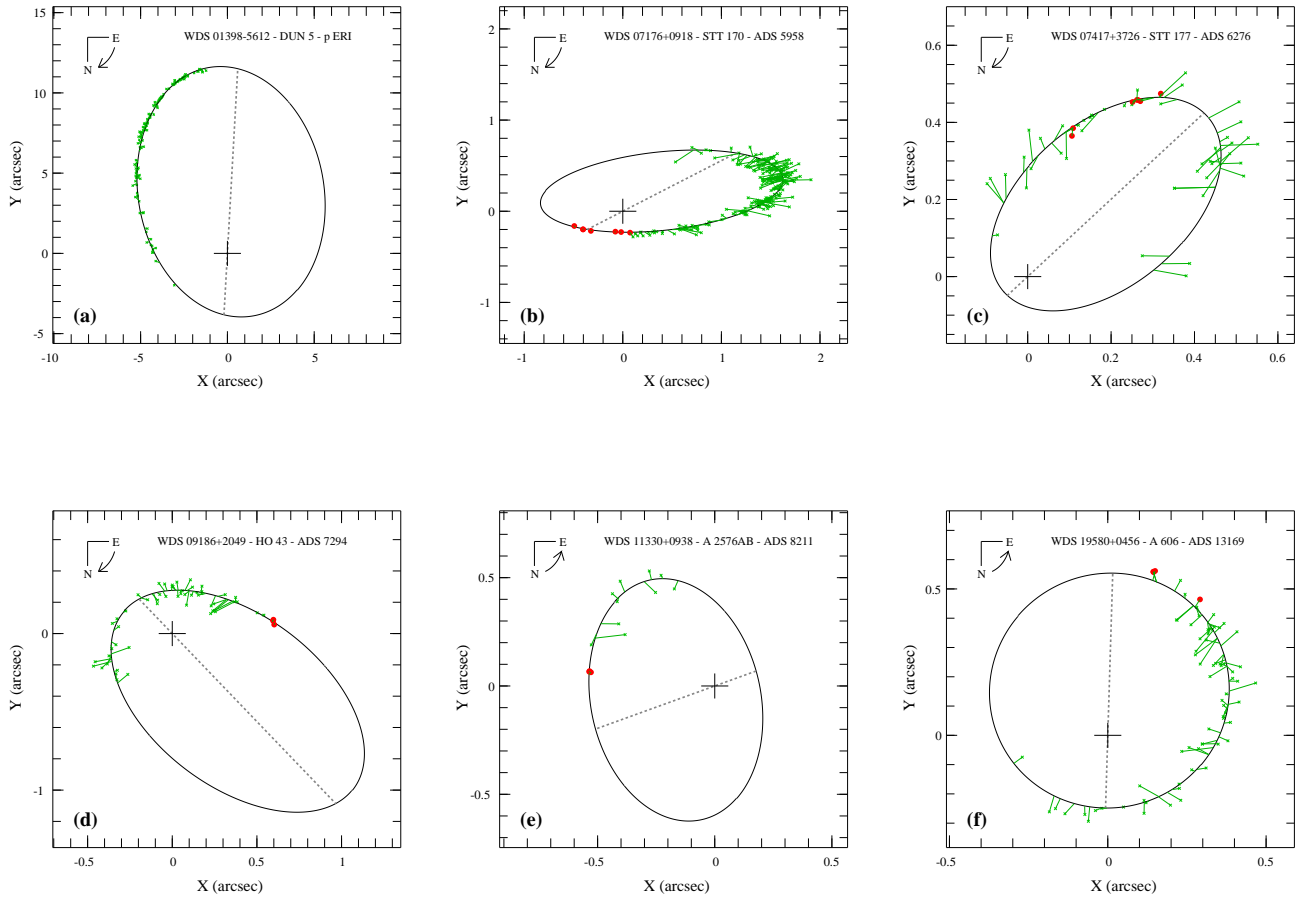 WDS 01398-5612 - DUN 5 - p ERI
E
N
15
10
5
0
-5
-10
-5
0
5
Y (arcsec)
X (arcsec)
(a)
WDS 07176+0918 - STT 170 - ADS 5958
E
N
2
1
0
-1
-1
0
1
2
Y (arcsec)
X (arcsec)
(b)
WDS 07417+3726 - STT 177 - ADS 6276
E
N
0.6
0.4
0.2
0
0
0.2
0.4
0.6
Y (arcsec)
X (arcsec)
(c)
WDS 09186+2049 - HO 43 - ADS 7294
E
N
0
-1
-0.5
0
0.5
1
Y (arcsec)
X (arcsec)
(d)
WDS 11330+0938 - A 2576AB - ADS 8211
E
N
0.5
0
-0.5
-0.5
0
0.5
Y (arcsec)
X (arcsec)
(e)
WDS 19580+0456 - A 606 - ADS 13169
E
N
0.5
0
-0.5
0
0.5
Y (arcsec)
X (arcsec)
(f)